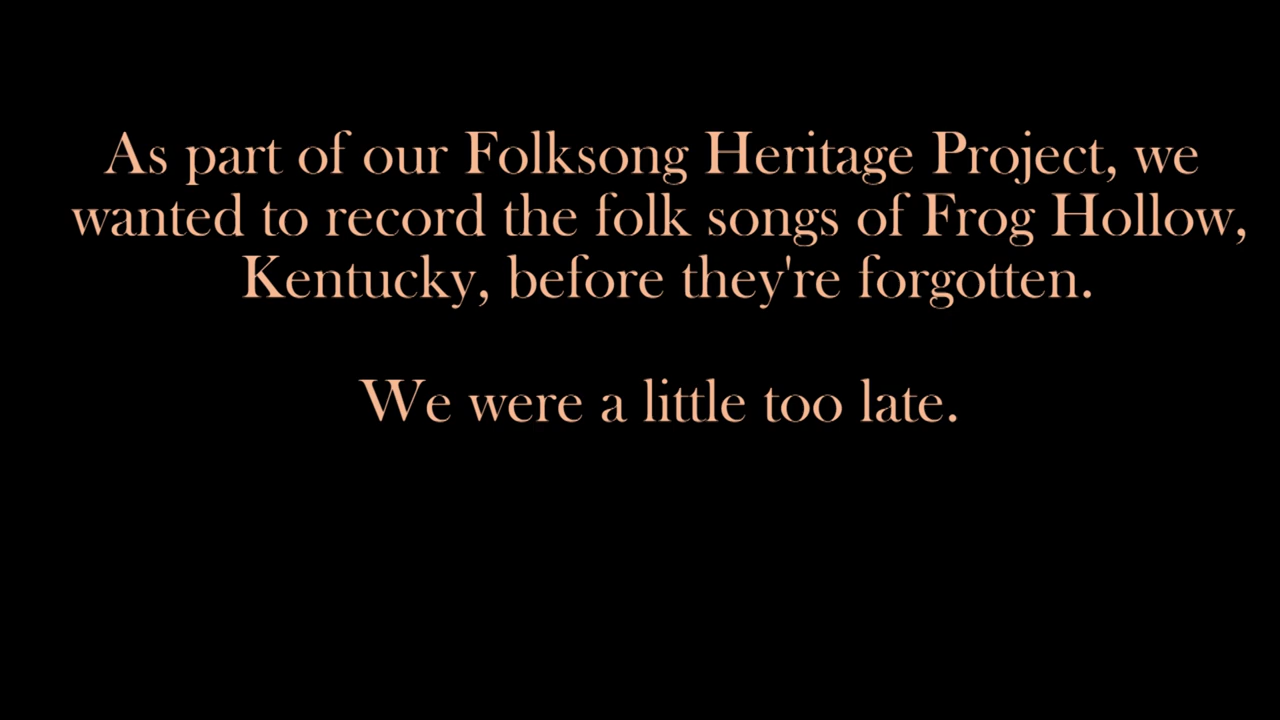 As part of our Folksong Heritage Project, we
wanted to record the folk songs of Frog Hollow,
Kentucky, before they're forgotten.
We were a little too late.